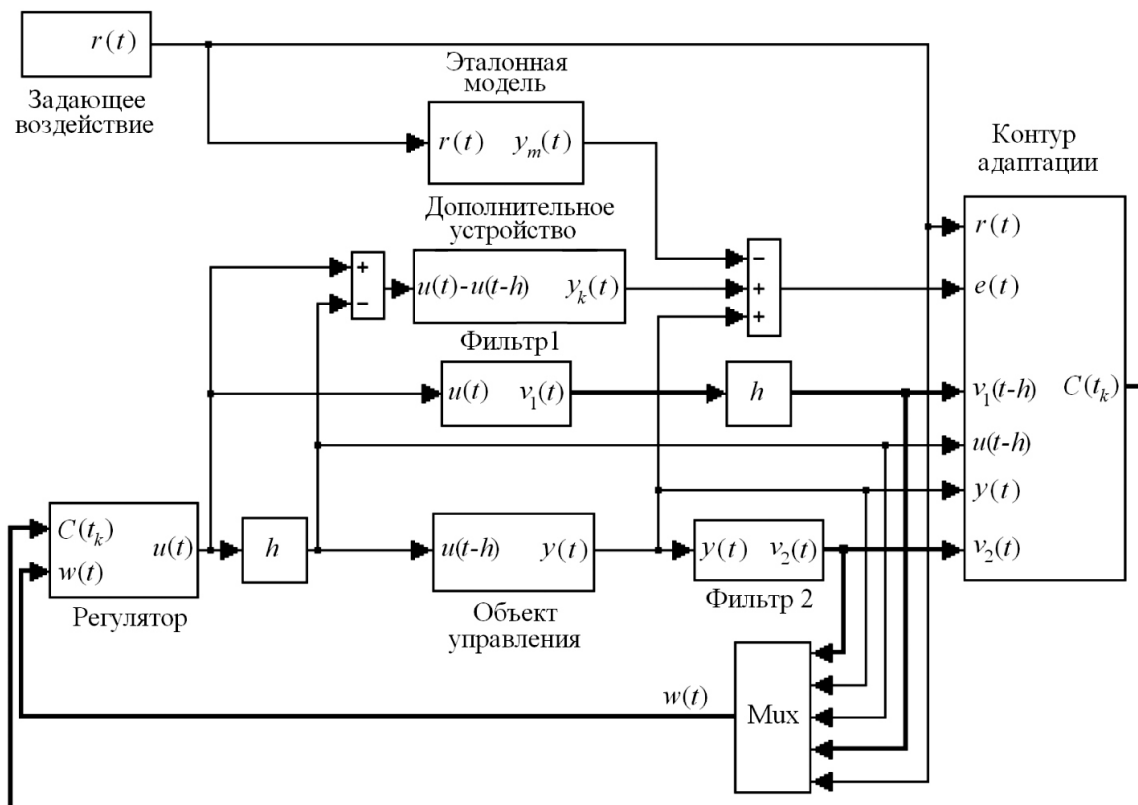 r(t)
Задающее
воздействие
Эталонная
модель
r(t) y_m(t)
Контур
адаптации
Дополнительное
устройство
+
−
u(t)-u(t-h) y_k(t)
−
+
+
r(t)
e(t)
v_1(t-h)
C(t_k)
u(t-h)
y(t)
v_2(t)
Фильтр1
u(t) v_1(t)
h
C(t_k)
w(t)
u(t)
Регулятор
h
u(t-h) y(t)
Объект
управления
y(t) v_2(t)
Фильтр 2
w(t)
Mux